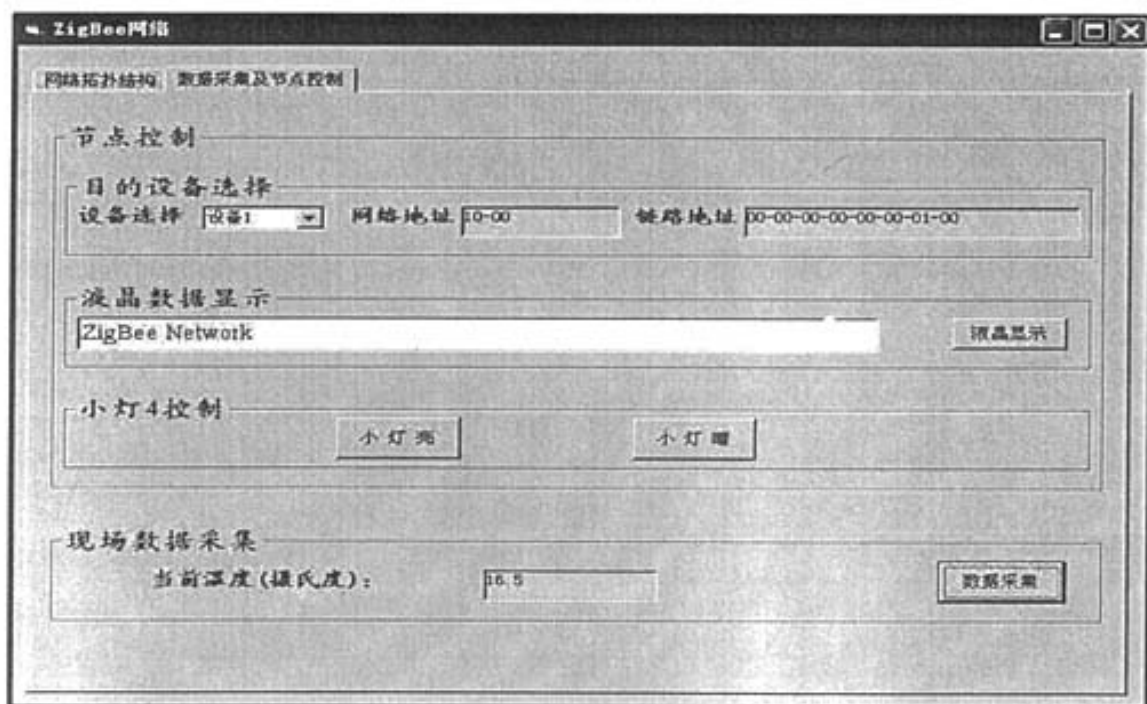 ZigBee网络
网络拓扑结构 数据采集及节点控制
节点控制
目的设备选择
设备选择 设备1 网络地址 10-00 链路地址 00-00-00-00-00-00-01-00
液晶数据显示
ZigBee Network 液晶显示
小灯4控制
小灯亮 小灯暗
现场数据采集
当前温度(摄氏度): 16.5 数据采集